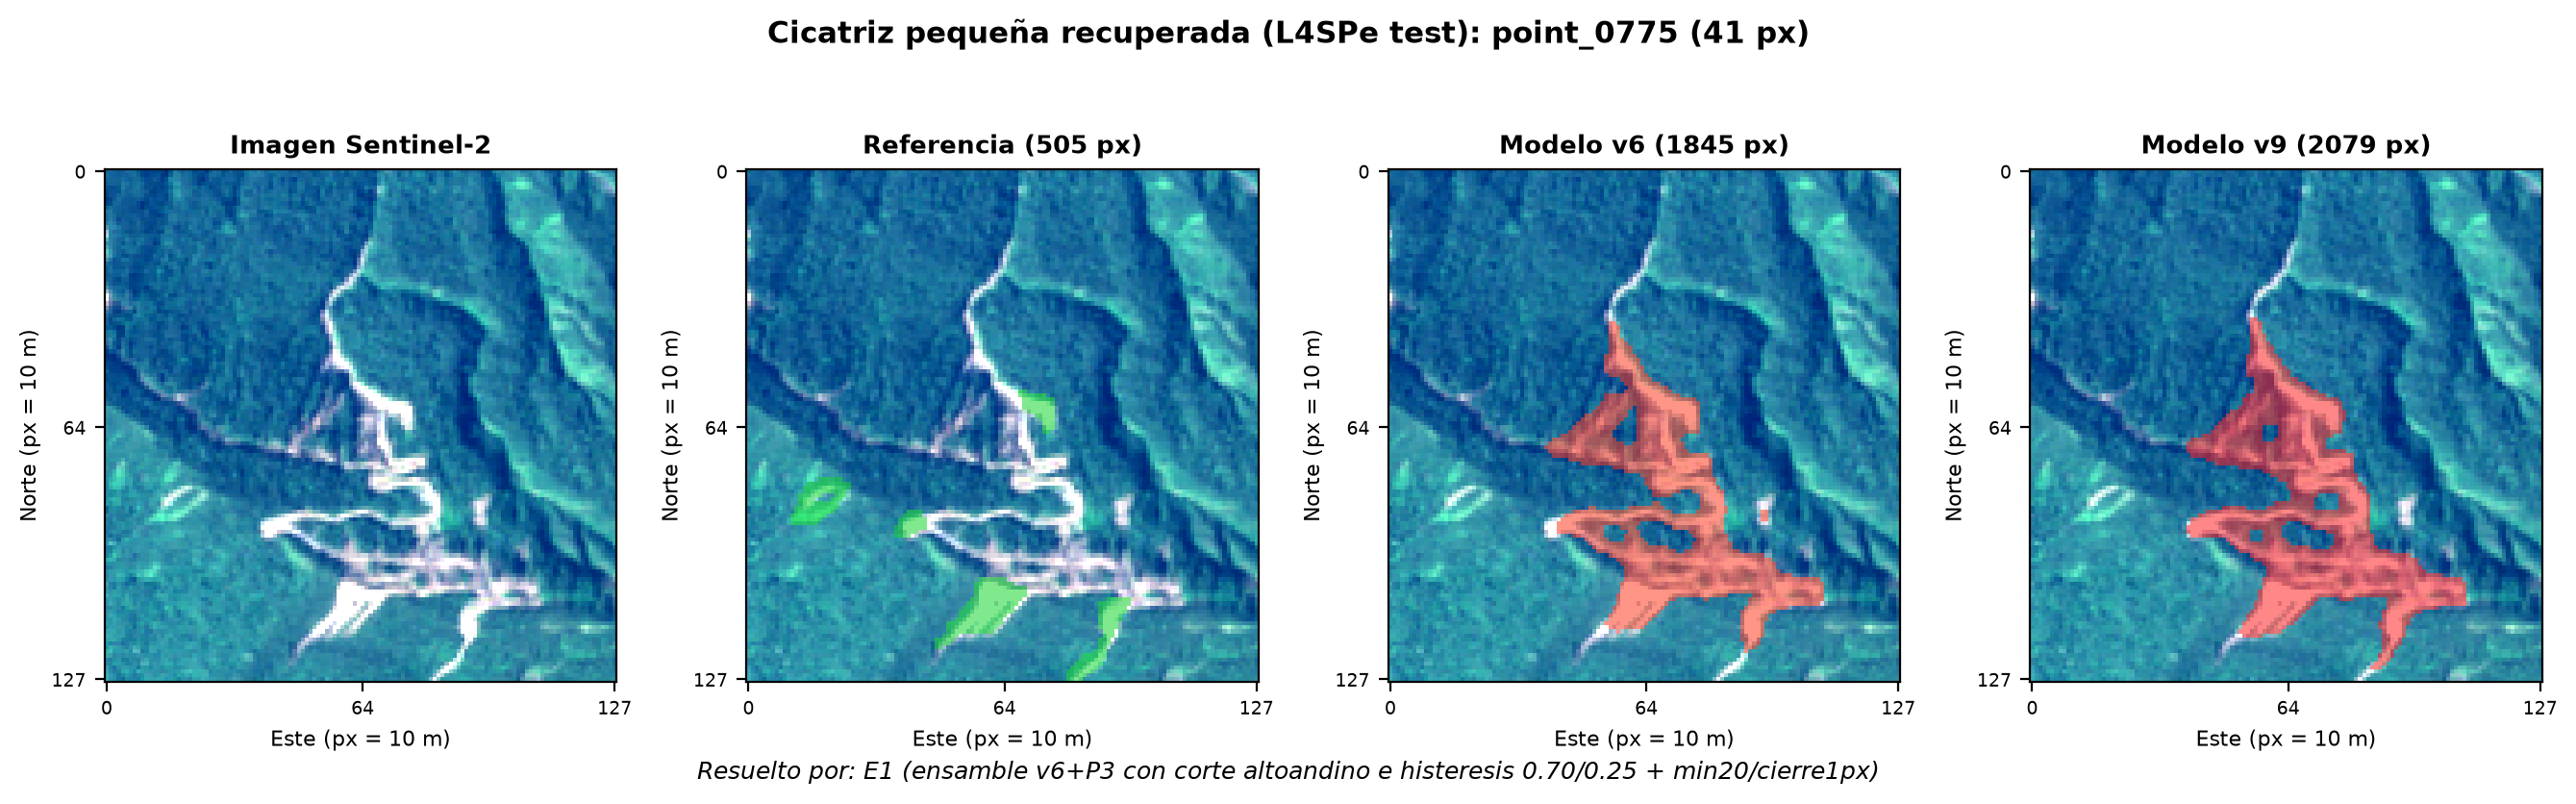 Cicatriz pequeña recuperada (L4SPe test): point_0775 (41 px)
Imagen Sentinel-2
Referencia (505 px)
Modelo v6 (1845 px)
Modelo v9 (2079 px)
Norte (px = 10 m)
0
64
127
0
64
127
Este (px = 10 m)
Norte (px = 10 m)
0
64
127
0
64
127
Este (px = 10 m)
Norte (px = 10 m)
0
64
127
0
64
127
Este (px = 10 m)
Norte (px = 10 m)
0
64
127
0
64
127
Este (px = 10 m)
Resuelto por: E1 (ensamble v6+P3 con corte altoandino e histeresis 0.70/0.25 + min20/cierre1px)